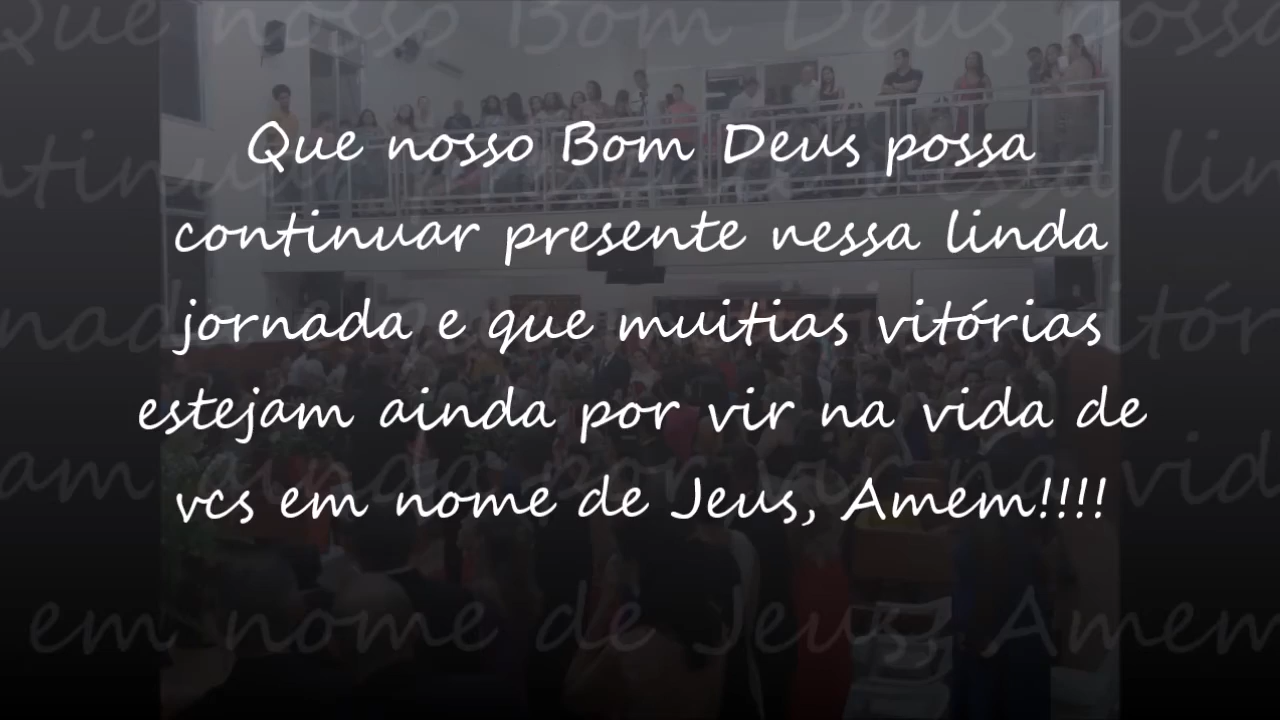 Que nosso Bom Deus possa
continuar presente nessa linda
jornada e que muitias vitórias
estejam ainda por vir na vida de
vcs em nome de Jeus, Amem!!!!